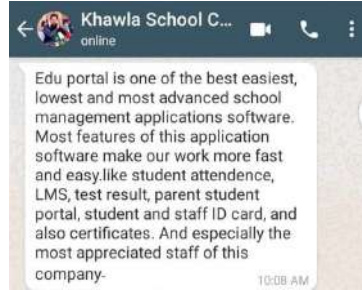 Khawla School C...
online
Edu portal is one of the best easiest,
lowest and most advanced school
management applications software.
Most features of this application
software make our work more fast
and easy.like student attendence,
LMS, test result, parent student
portal, student and staff ID card, and
also certificates. And especially the
most appreciated staff of this
company-
10:08 AM